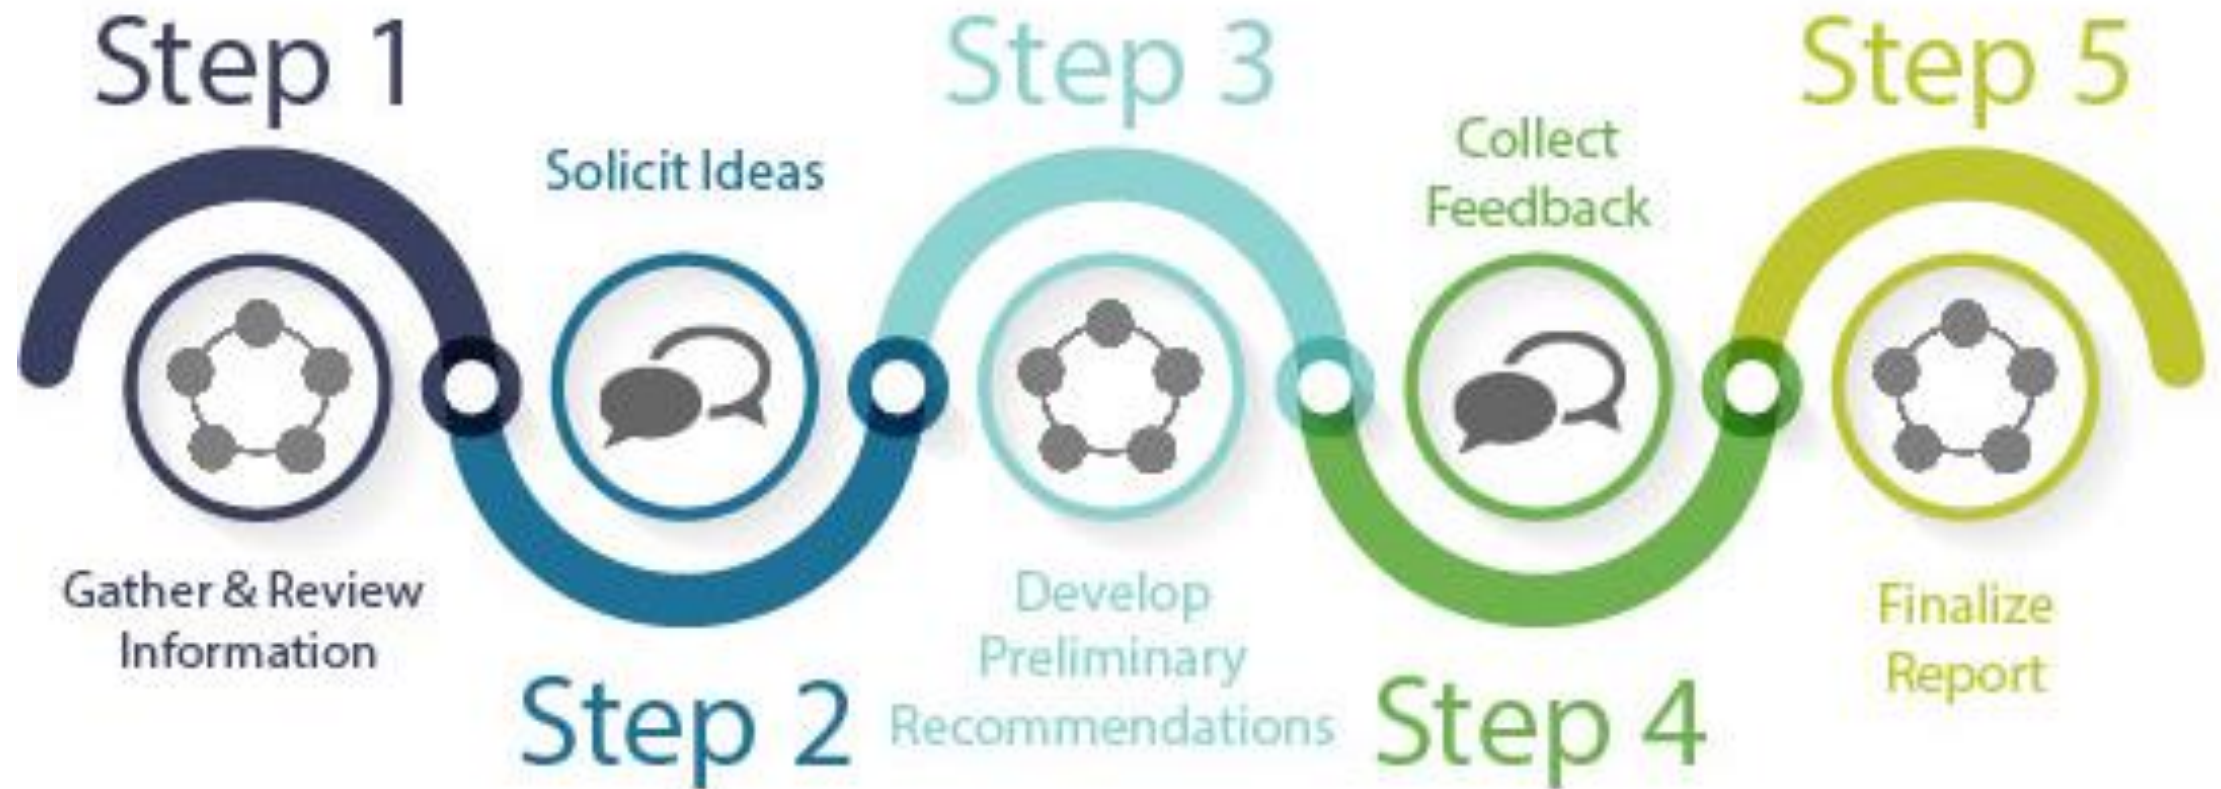 Step 1
Gather & Review
Information
Solicit Ideas
Step 2
Step 3
Develop
Preliminary
Recommendations
Collect
Feedback
Step 4
Step 5
Finalize
Report